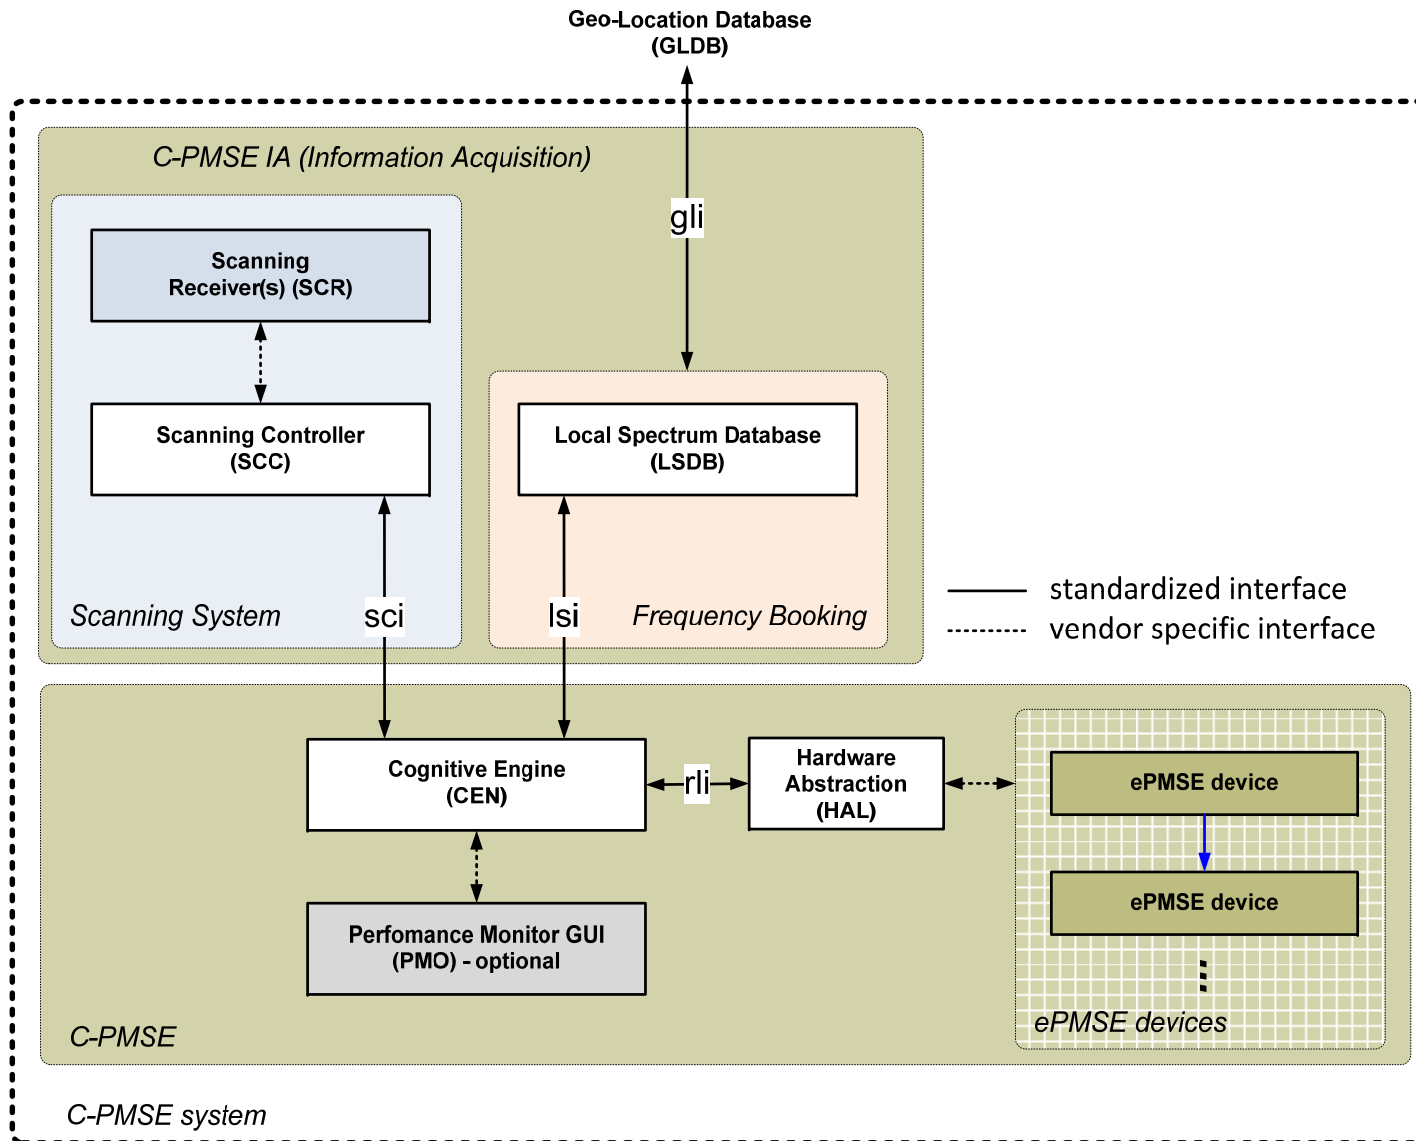 Geo-Location Database
(GLDB)
C-PMSE IA (Information Acquisition)
gli
Scanning
Receiver(s) (SCR)
Scanning Controller
(SCC)
Local Spectrum Database
(LSDB)
Scanning System
sci
lsi
Frequency Booking
standardized interface
vendor specific interface
Cognitive Engine
(CEN)
rli
Hardware
Abstraction
(HAL)
ePMSE device
ePMSE device
Perfomance Monitor GUI
(PMO) - optional
ePMSE devices
C-PMSE
C-PMSE system